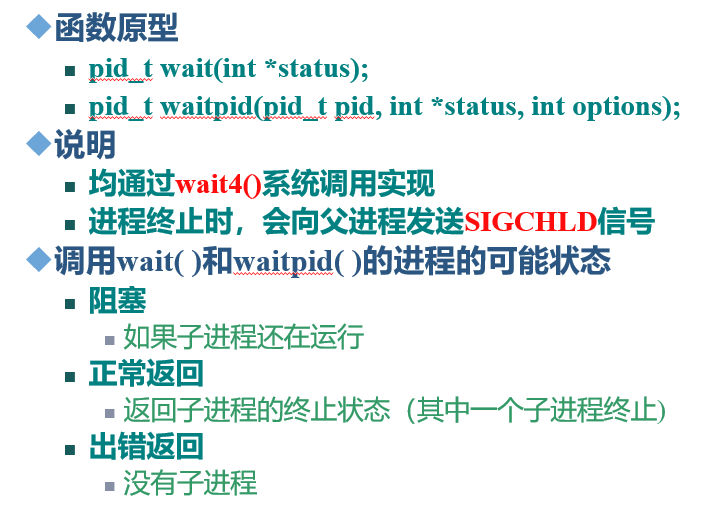 函数原型
pid_t wait(int *status);
pid_t waitpid(pid_t pid, int *status, int options);
说明
均通过wait4()系统调用实现
进程终止时，会向父进程发送SIGCHLD信号
调用wait( )和waitpid( )的进程的可能状态
阻塞
如果子进程还在运行
正常返回
返回子进程的终止状态（其中一个子进程终止)
出错返回
没有子进程